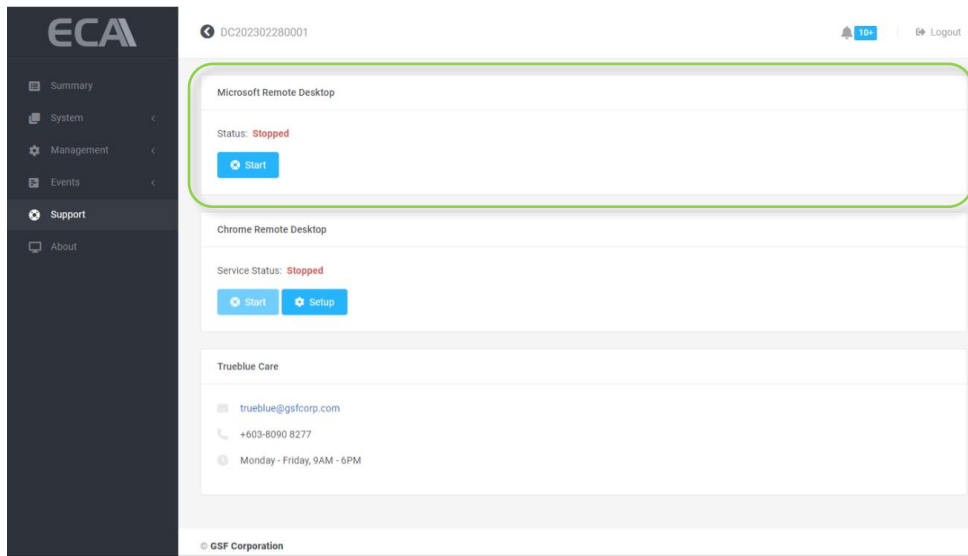 ECA
DC202302280001
10+
Logout
Summary
System
Management
Events
Support
About
Microsoft Remote Desktop
Status: Stopped
Start
Chrome Remote Desktop
Service Status: Stopped
Start Setup
Trueblue Care
trueblue@gsfcorp.com
+603-8090 8277
Monday - Friday, 9AM - 6PM
© GSF Corporation